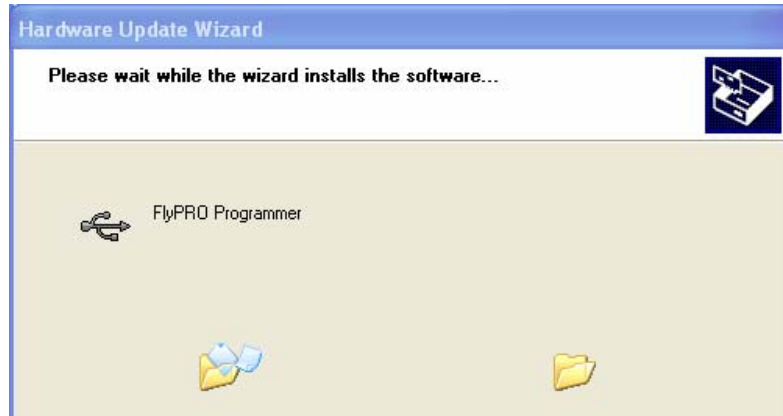 Hardware Update Wizard
Please wait while the wizard installs the software...
FlyPRO Programmer